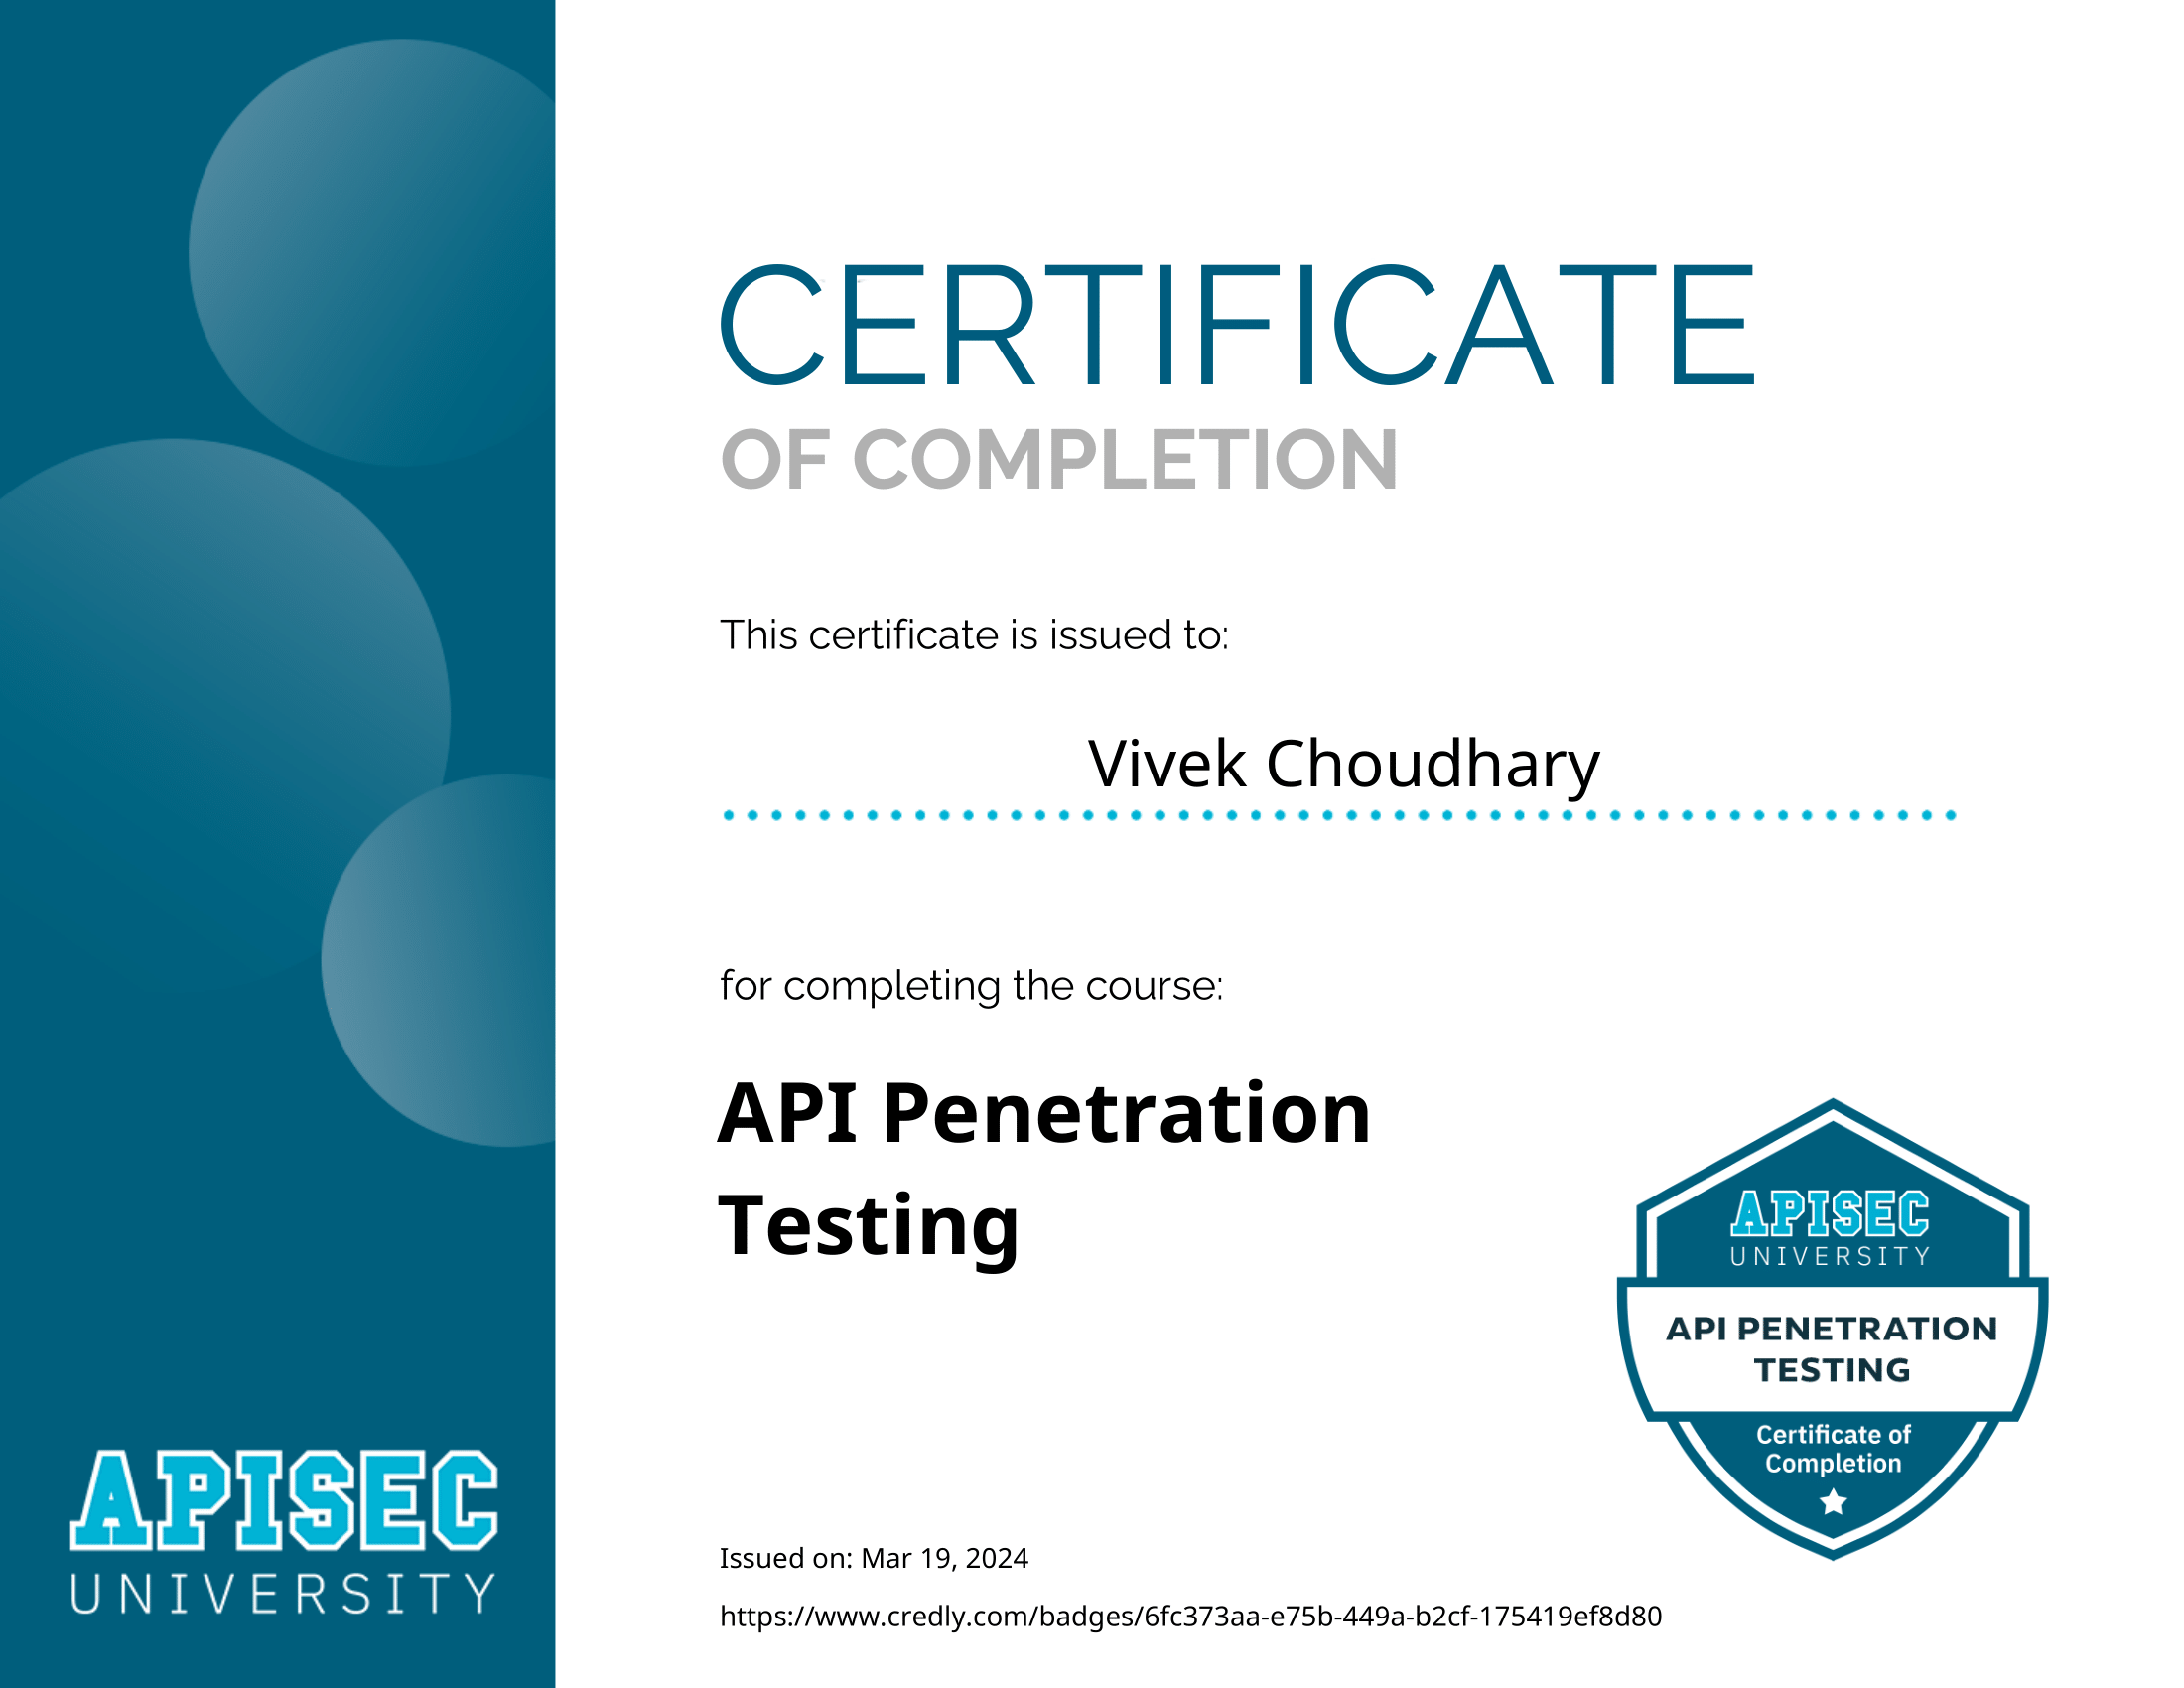 CERTIFICATE
OF COMPLETION
This certificate is issued to:
Vivek Choudhary
for completing the course:
API Penetration
Testing
APISEC
UNIVERSITY
API PENETRATION
TESTING
Certificate of
Completion
Issued on: Mar 19, 2024
https://www.credly.com/badges/6fc373aa-e75b-449a-b2cf-175419ef8d80
APISEC
UNIVERSITY